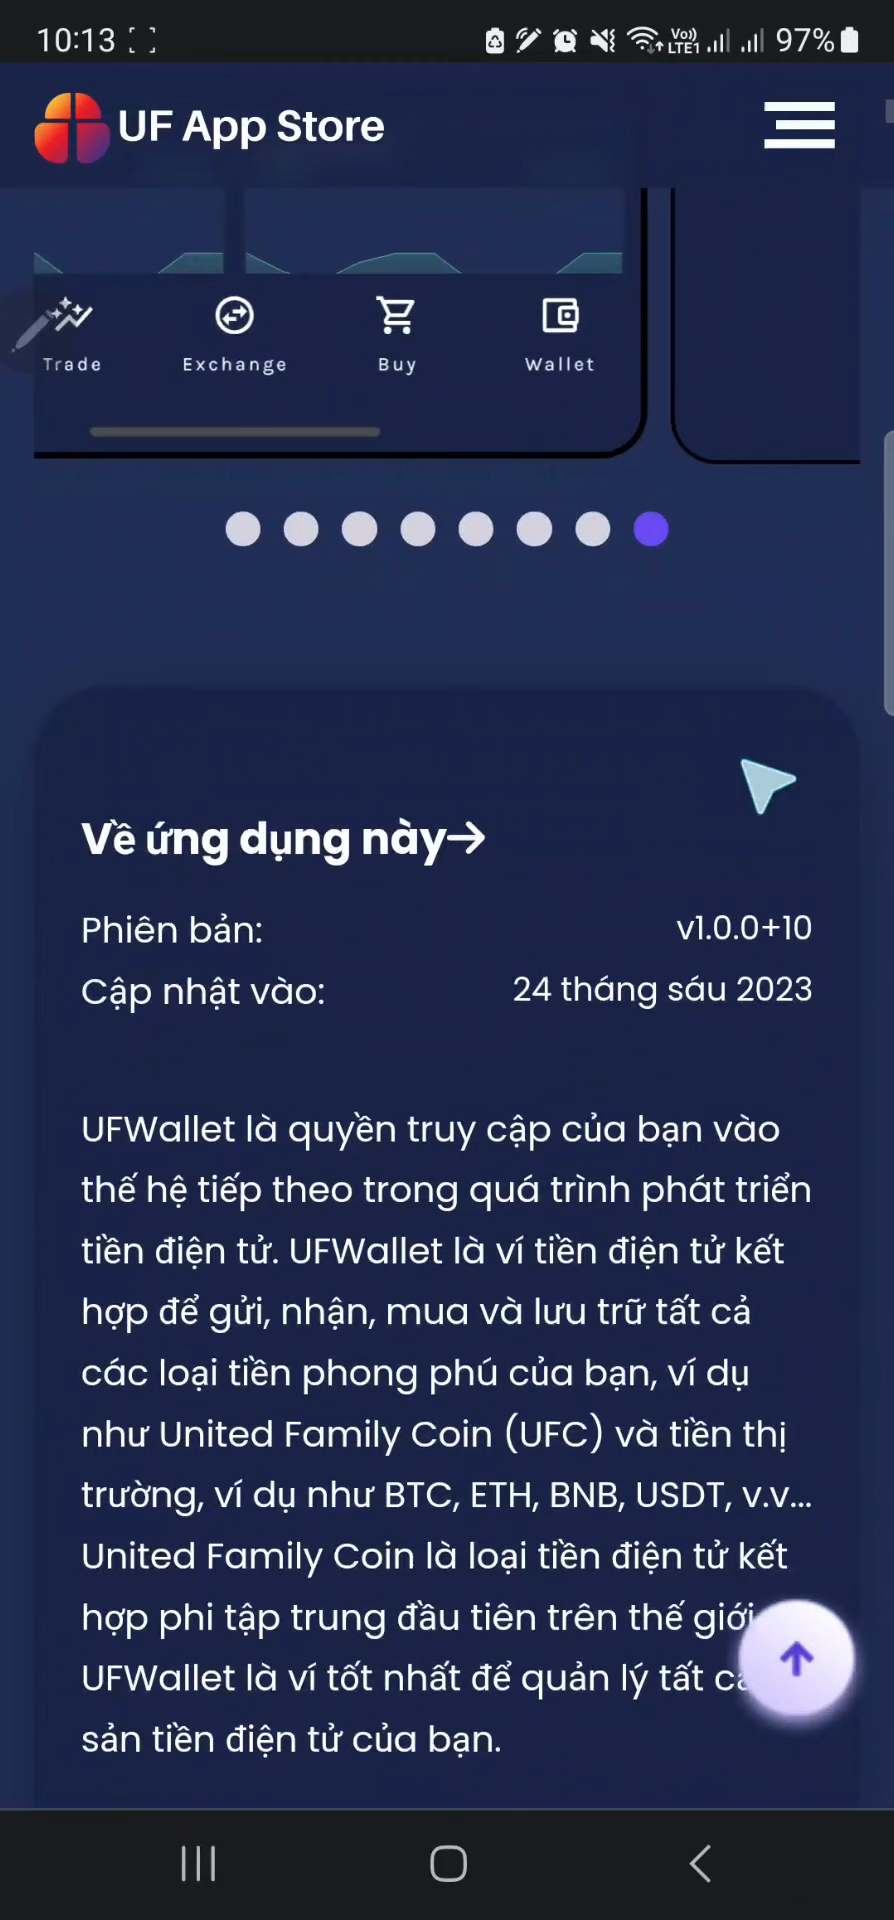 10:13
Vo)) LTE1
97%
UF App Store
Trade
Exchange
Buy
Wallet
Về ứng dụng này→
Phiên bản:
v1.0.0+10
Cập nhật vào:
24 tháng sáu 2023
UFWallet là quyền truy cập của bạn vào
thế hệ tiếp theo trong quá trình phát triển
tiền điện tử. UFWallet là ví tiền điện tử kết
hợp để gửi, nhận, mua và lưu trữ tất cả
các loại tiền phong phú của bạn, ví dụ
như United Family Coin (UFC) và tiền thị
trường, ví dụ như BTC, ETH, BNB, USDT, v.v...
United Family Coin là loại tiền điện tử kết
hợp phi tập trung đầu tiên trên thế giới
UFWallet là ví tốt nhất để quản lý tất
sản tiền điện tử của bạn.